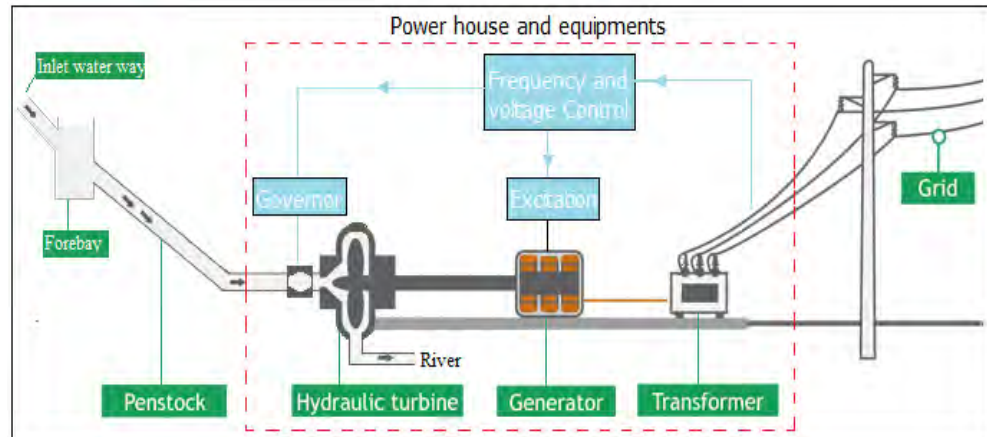 Power house and equipments
Inlet water way
Frequency and
voltage Control
Governor
Excitation
Grid
Forebay
River
Penstock
Hydraulic turbine
Generator
Transformer